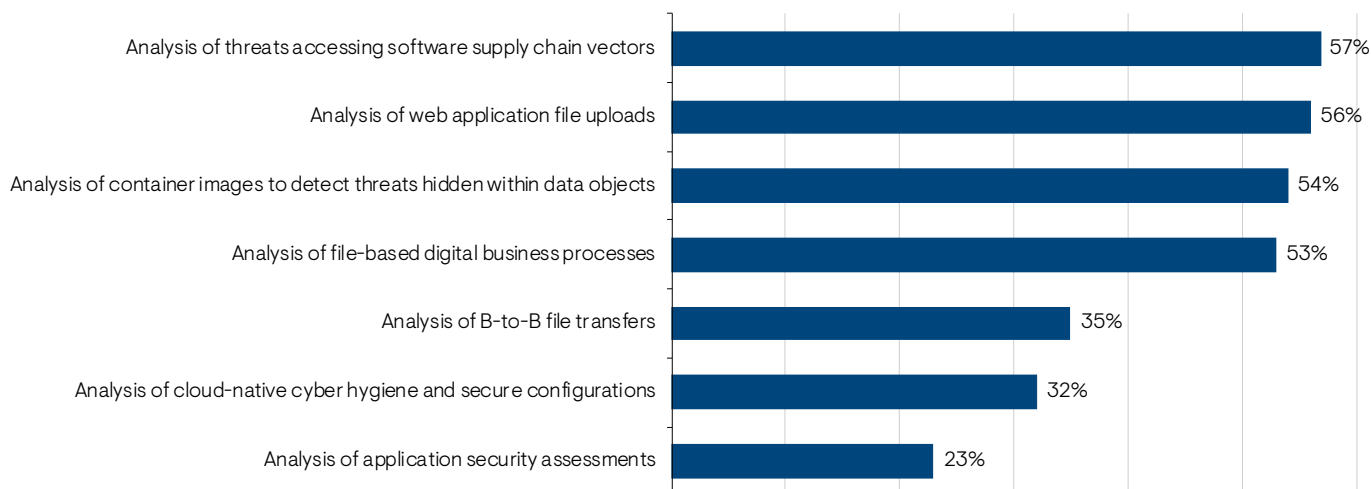 Analysis of threats accessing software supply chain vectors 57%
Analysis of web application file uploads 56%
Analysis of container images to detect threats hidden within data objects 54%
Analysis of file-based digital business processes 53%
Analysis of B-to-B file transfers 35%
Analysis of cloud-native cyber hygiene and secure configurations 32%
Analysis of application security assessments 23%